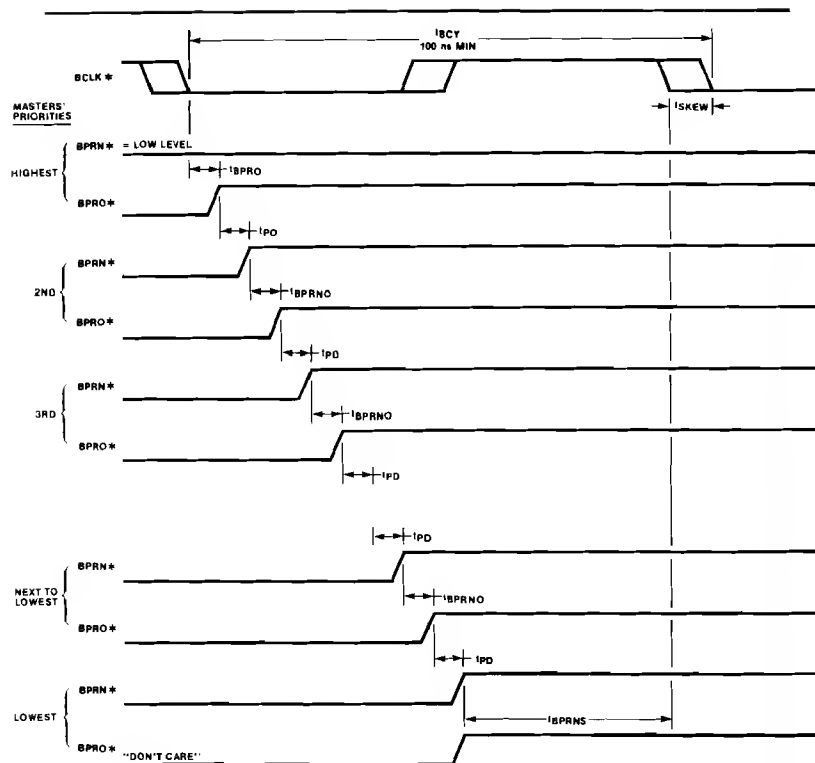 tBCY
100 ns MIN
BCLK*
tSKEW
MASTERS'
PRIORITIES
BPRN* = LOW LEVEL
HIGHEST
tBPRO
BPRO*
tPD
BPRN*
2ND
tBPRNO
BPRO*
tPD
BPRN*
3RD
tBPRNO
BPRO*
tPD
tPD
BPRN*
NEXT TO
LOWEST
tBPRNO
BPRO*
tPD
BPRN*
LOWEST
tBPRNS
BPRO* "DON'T CARE"